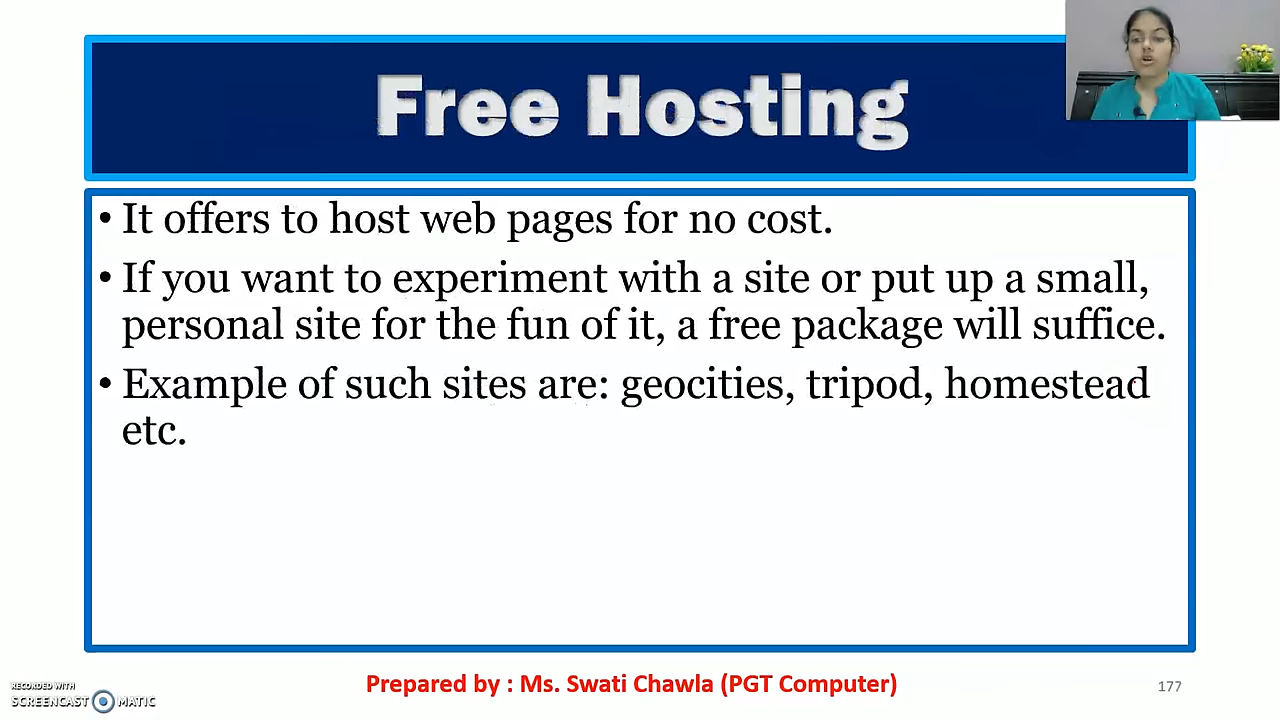 Free Hosting
• It offers to host web pages for no cost.
• If you want to experiment with a site or put up a small,
personal site for the fun of it, a free package will suffice.
• Example of such sites are: geocities, tripod, homestead
etc.
Prepared by : Ms. Swati Chawla (PGT Computer)
177
RECORDED WITH
SCREENCAST MATIC